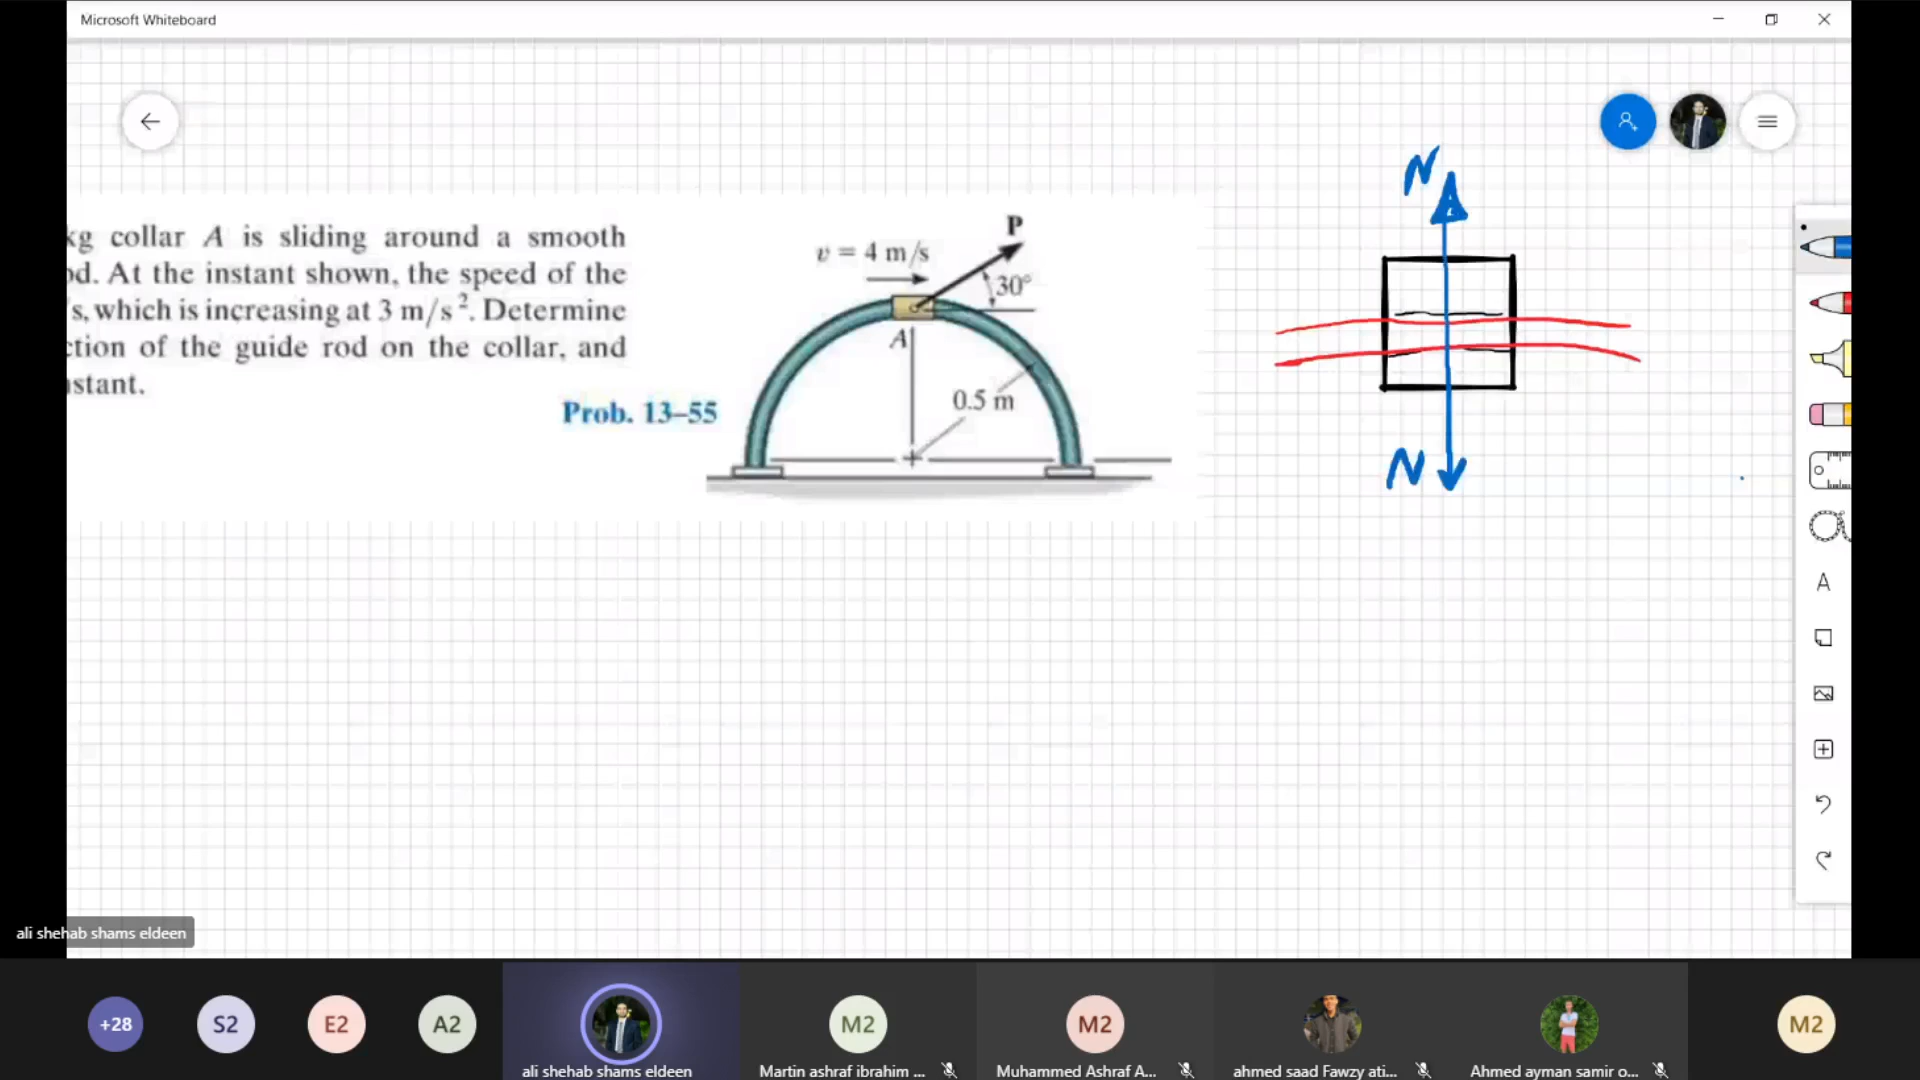 Microsoft Whiteboard
kg collar A is sliding around a smooth
od. At the instant shown, the speed of the
's, which is increasing at 3 m/s². Determine
ction of the guide rod on the collar, and
stant.
Prob. 13–55
P
v = 4 m/s
30°
A
0.5 m
N
N
A
ali shehab shams eldeen
+28
S2
E2
A2
ali shehab shams eldeen
M2
Martin ashraf ibrahim ...
M2
Muhammed Ashraf A...
ahmed saad Fawzy ati...
Ahmed ayman samir o...
M2